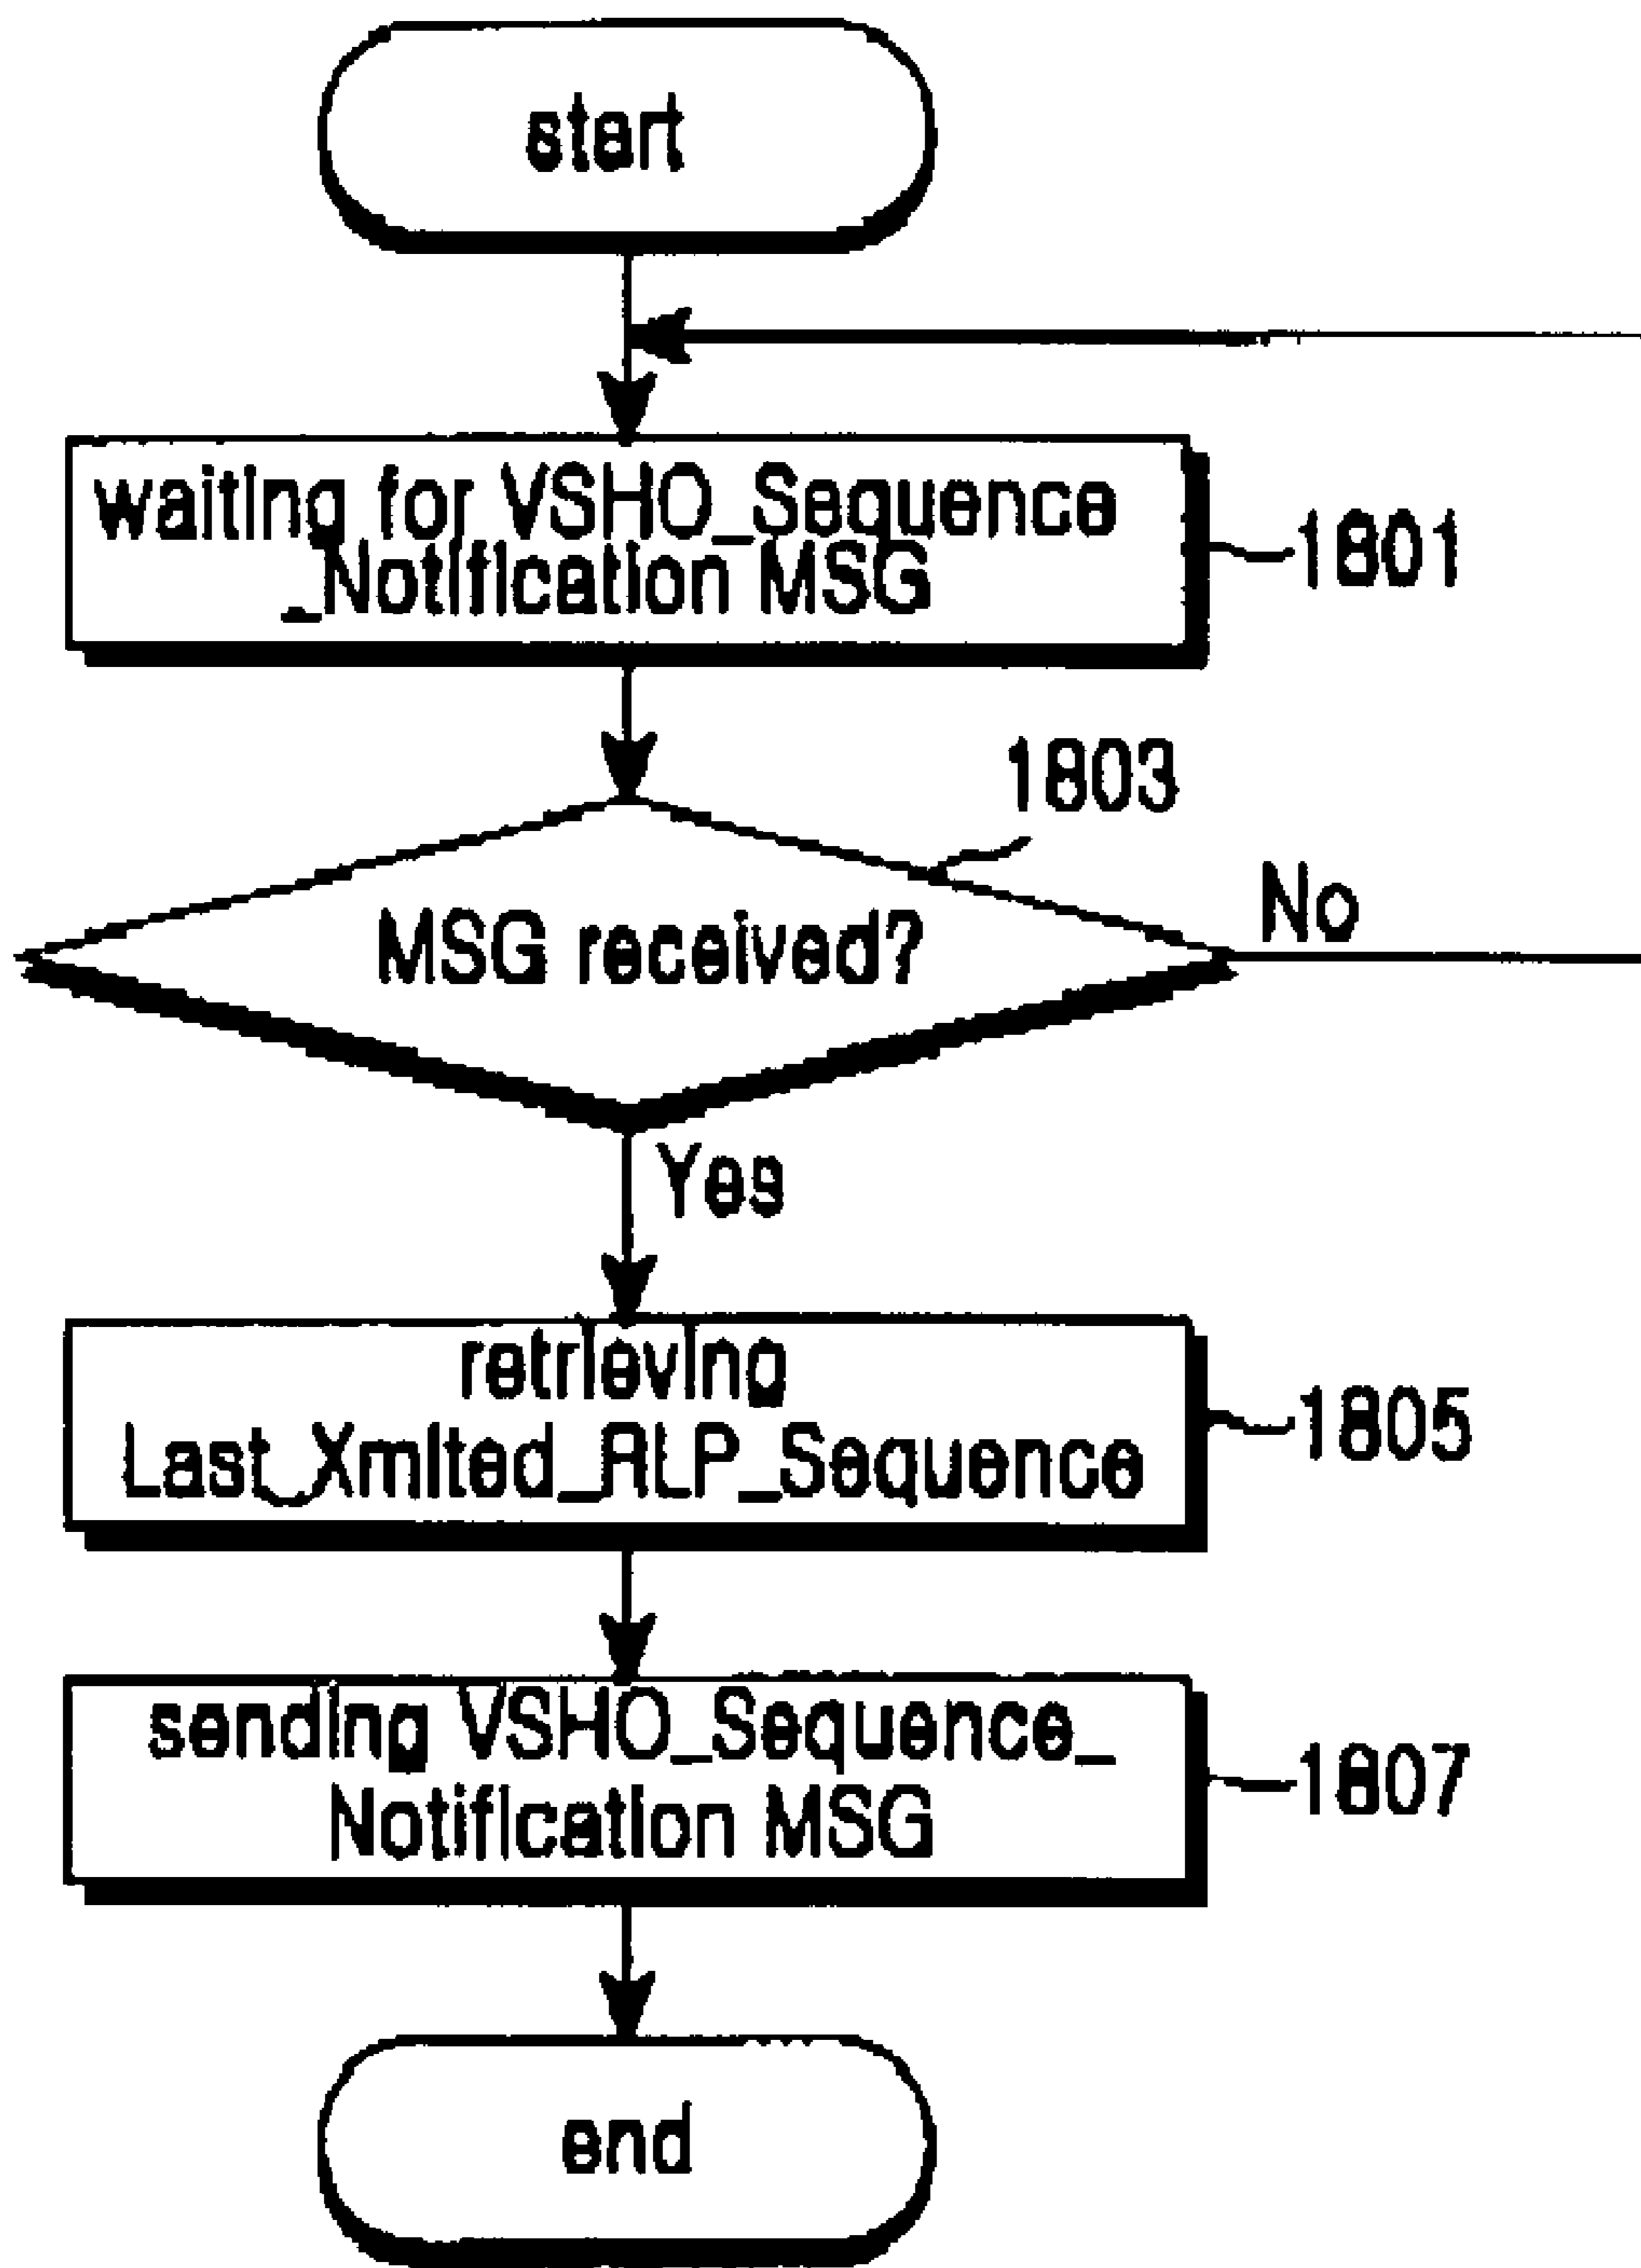 start
waiting for VSHO_Sequence
_Notification MSG
1801
1803
MSG received?
No
Yes
retrieving
Last_Xmited_RLP_Sequence
1805
sending VSHO_Sequence_
Notification MSG
1807
end